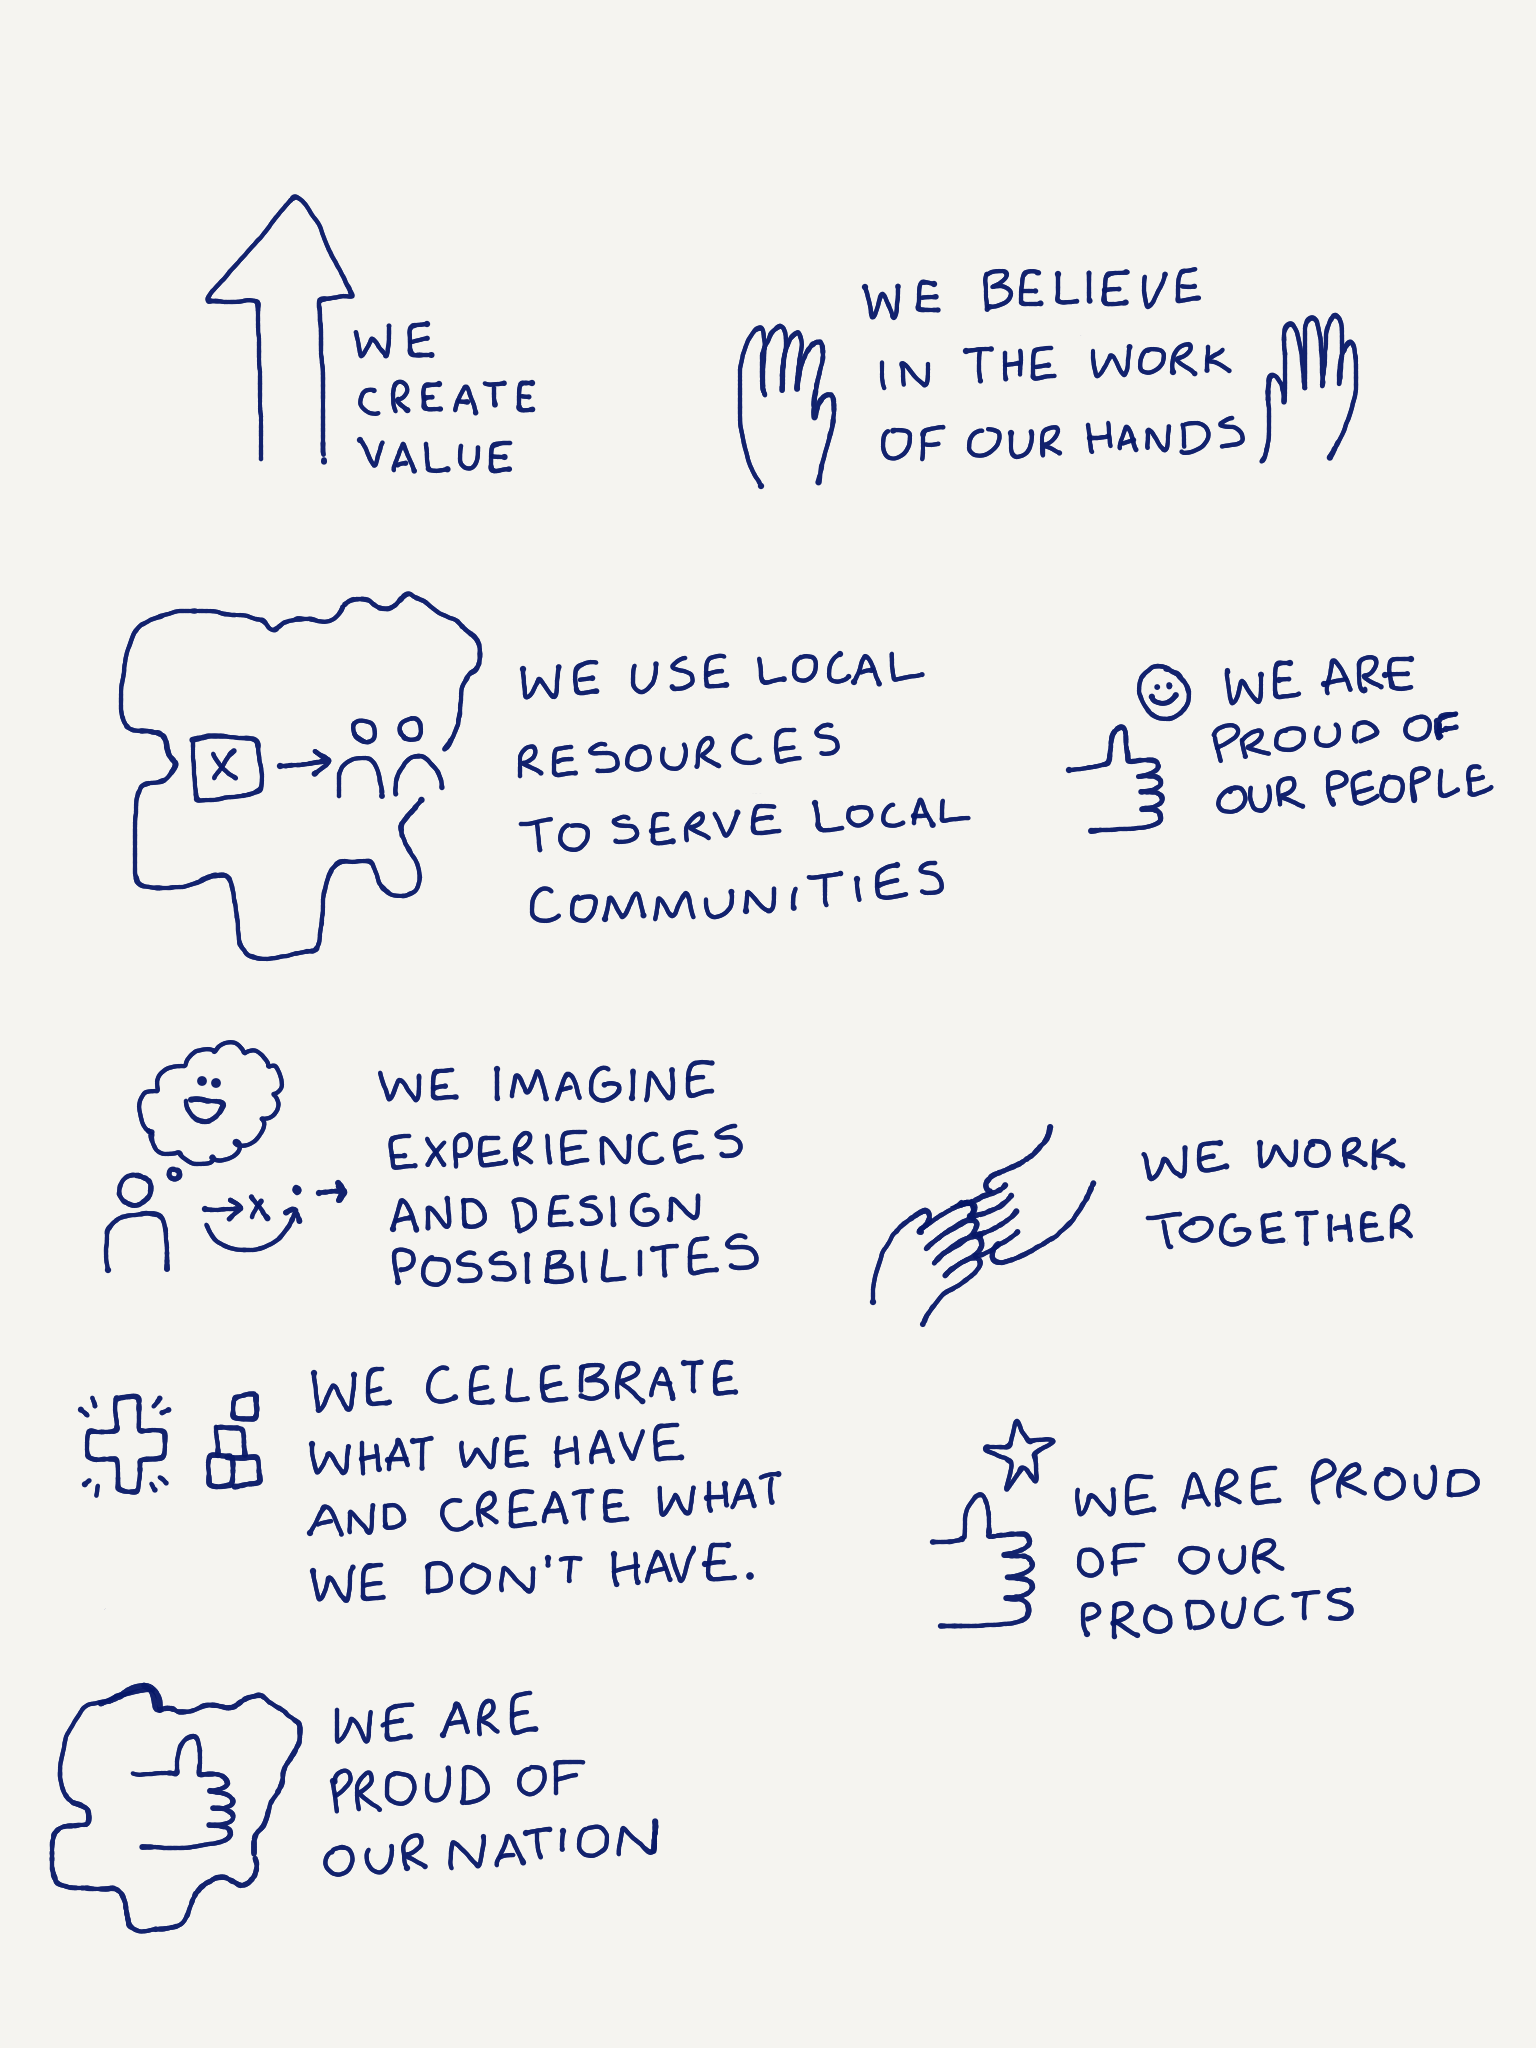 WE
CREATE
VALUE
WE BELIEVE
IN THE WORK
OF OUR HANDS
X
WE USE LOCAL
RESOURCES
TO SERVE LOCAL
COMMUNITIES
WE ARE
PROUD OF
OUR PEOPLE
X
WE IMAGINE
EXPERIENCES
AND DESIGN
POSSIBILITES
WE WORK
TOGETHER
WE CELEBRATE
WHAT WE HAVE
AND CREATE WHAT
WE DON'T HAVE.
WE ARE PROUD
OF OUR
PRODUCTS
WE ARE
PROUD OF
OUR NATION